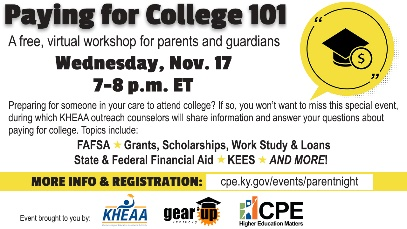 Paying for College 101
A free, virtual workshop for parents and guardians
Wednesday, Nov. 17
7-8 p.m. ET
Preparing for someone in your care to attend college? If so, you won't want to miss this special event,
during which KHEAA outreach counselors will share information and answer your questions about
paying for college. Topics include:
FAFSA ★ Grants, Scholarships, Work Study & Loans
State & Federal Financial Aid ★ KEES ★ AND MORE!
MORE INFO & REGISTRATION: cpe.ky.gov/events/parentnight
Event brought to you by:
KHEAA
gear up
CPE
Higher Education Matters